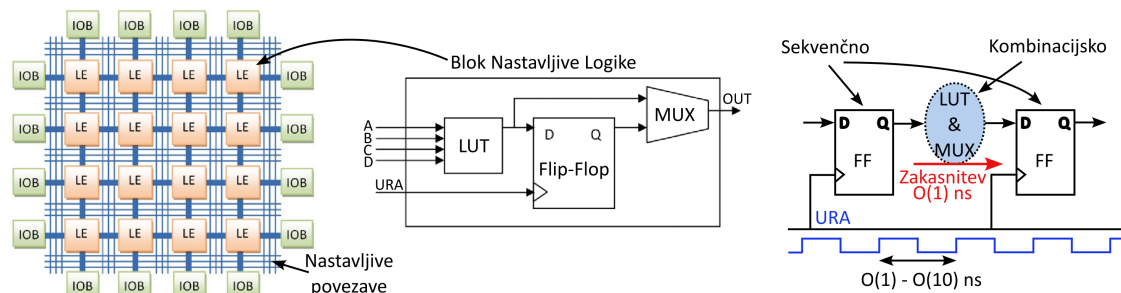 IOB IOB IOB IOB
IOB LE LE LE LE IOB
IOB LE LE LE LE IOB
IOB LE LE LE LE IOB
IOB LE LE LE LE IOB
IOB IOB IOB IOB
Nastavljive
povezave
Blok Nastavljive Logike
A
B
C
D
URA
LUT
D Q
Flip-Flop
MUX
OUT
Sekvenčno
Kombinacijsko
D Q
FF
LUT
&
MUX
D Q
FF
Zakasnitev
O(1) ns
URA
O(1) - O(10) ns